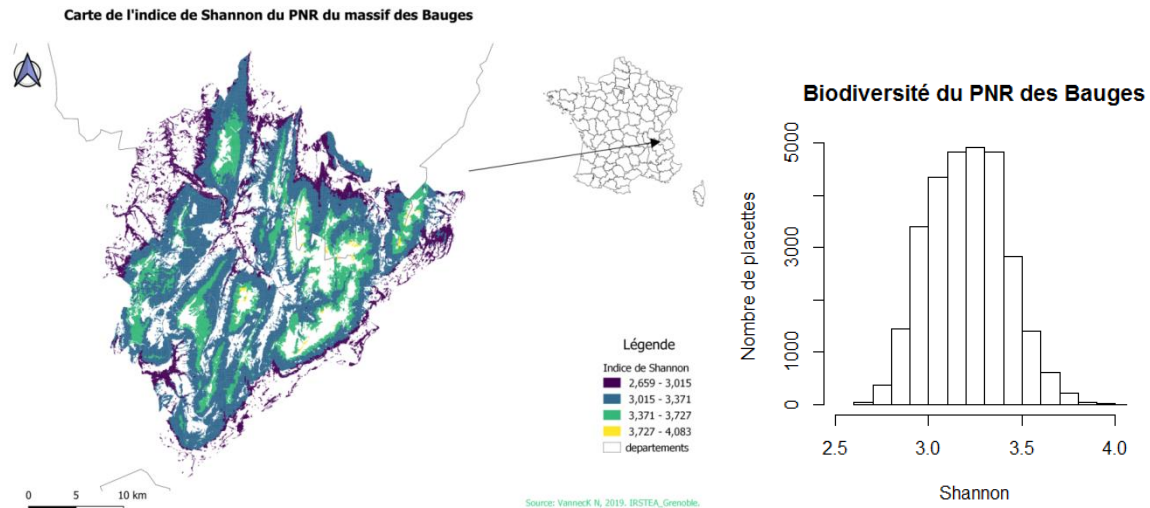 Carte de l'indice de Shannon du PNR du massif des Bauges
Légende
Indice de Shannon
2,659 - 3,015
3,015 - 3,371
3,371 - 3,727
3,727 - 4,083
departements
0 5 10 km
Source: VannecK N, 2019. IRSTEA_Grenoble.
Biodiversité du PNR des Bauges
Nombre de placettes
5000
3000
1000
0
2.5 3.0 3.5 4.0
Shannon